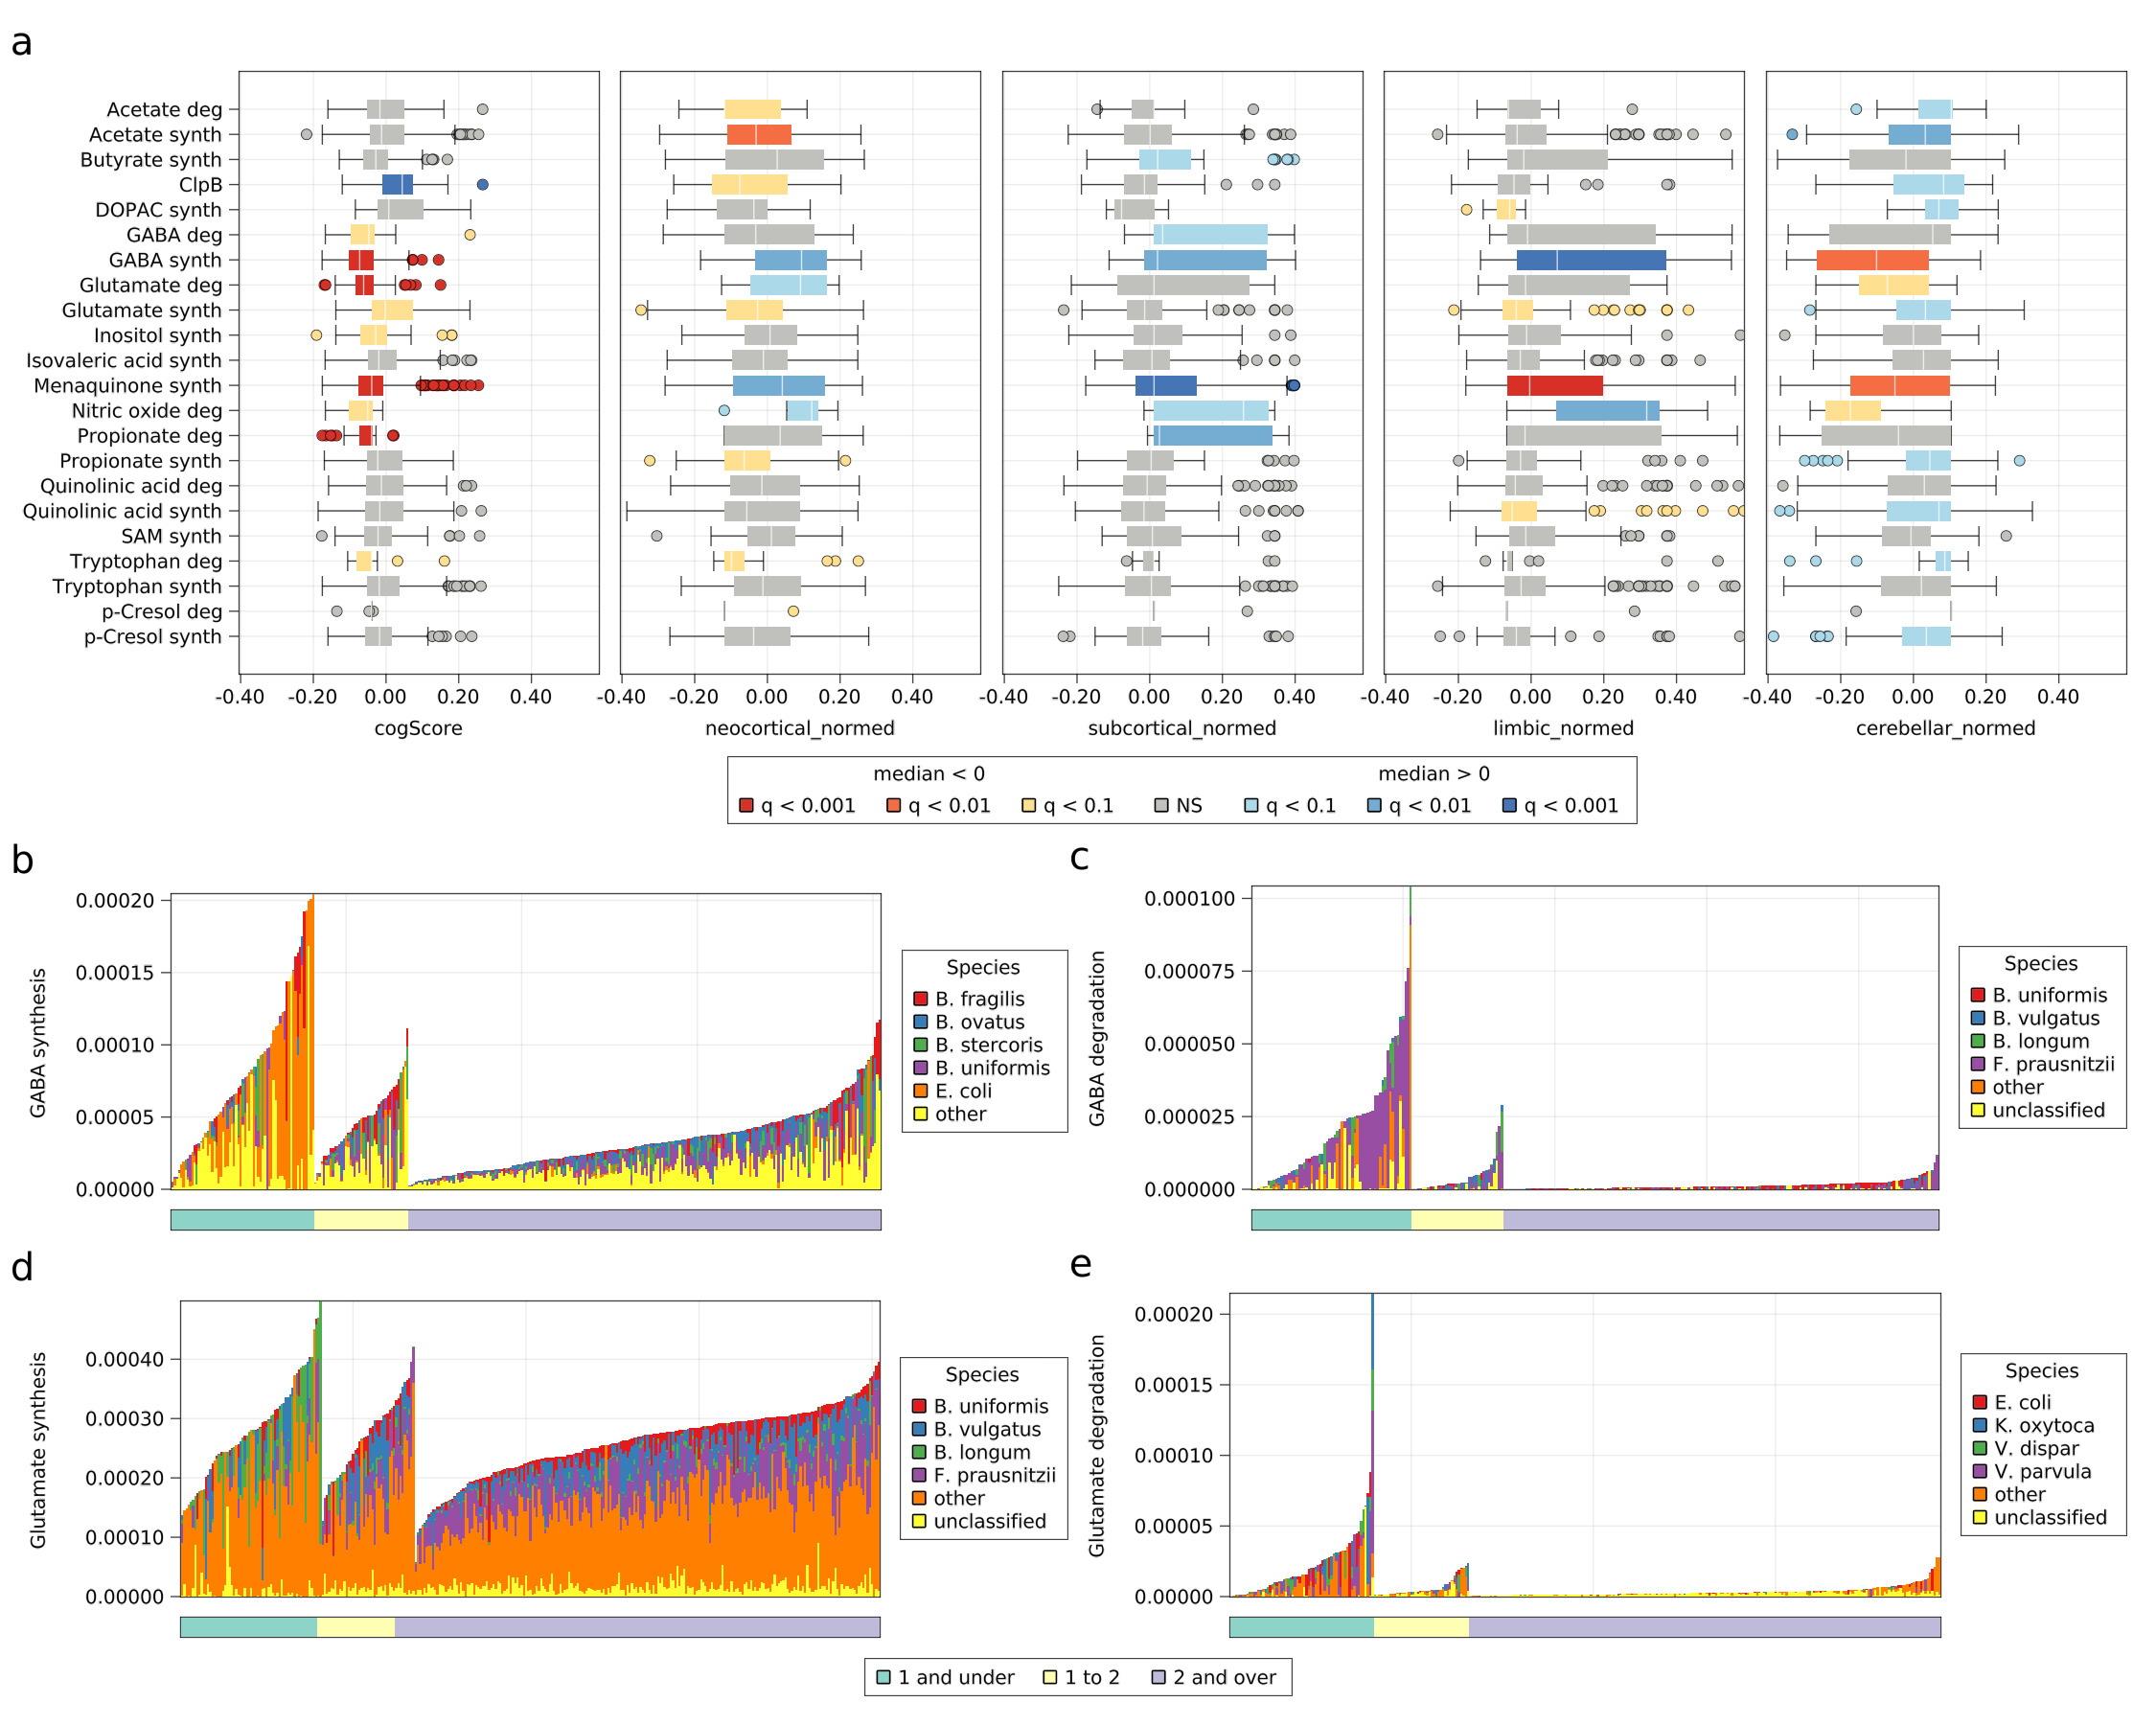 a
Acetate deg
Acetate synth
Butyrate synth
ClpB
DOPAC synth
GABA deg
GABA synth
Glutamate deg
Glutamate synth
Inositol synth
Isovaleric acid synth
Menaquinone synth
Nitric oxide deg
Propionate deg
Propionate synth
Quinolinic acid deg
Quinolinic acid synth
SAM synth
Tryptophan deg
Tryptophan synth
p-Cresol deg
p-Cresol synth
-0.40 -0.20 0.00 0.20 0.40 -0.40 -0.20 0.00 0.20 0.40 -0.40 -0.20 0.00 0.20 0.40 -0.40 -0.20 0.00 0.20 0.40 -0.40 -0.20 0.00 0.20 0.40
cogScore neocortical_normed subcortical_normed limbic_normed cerebellar_normed
median < 0 median > 0
q < 0.001 q < 0.01 q < 0.1 NS q < 0.1 q < 0.01 q < 0.001
b
GABA synthesis
0.00020
0.00015
0.00010
0.00005
0.00000
Species
B. fragilis
B. ovatus
B. stercoris
B. uniformis
E. coli
other
c
GABA degradation
0.000100
0.000075
0.000050
0.000025
0.000000
Species
B. uniformis
B. vulgatus
B. longum
F. prausnitzii
other
unclassified
d
Glutamate synthesis
0.00040
0.00030
0.00020
0.00010
0.00000
Species
B. uniformis
B. vulgatus
B. longum
F. prausnitzii
other
unclassified
e
Glutamate degradation
0.00020
0.00015
0.00010
0.00005
0.00000
Species
E. coli
K. oxytoca
V. dispar
V. parvula
other
unclassified
1 and under 1 to 2 2 and over